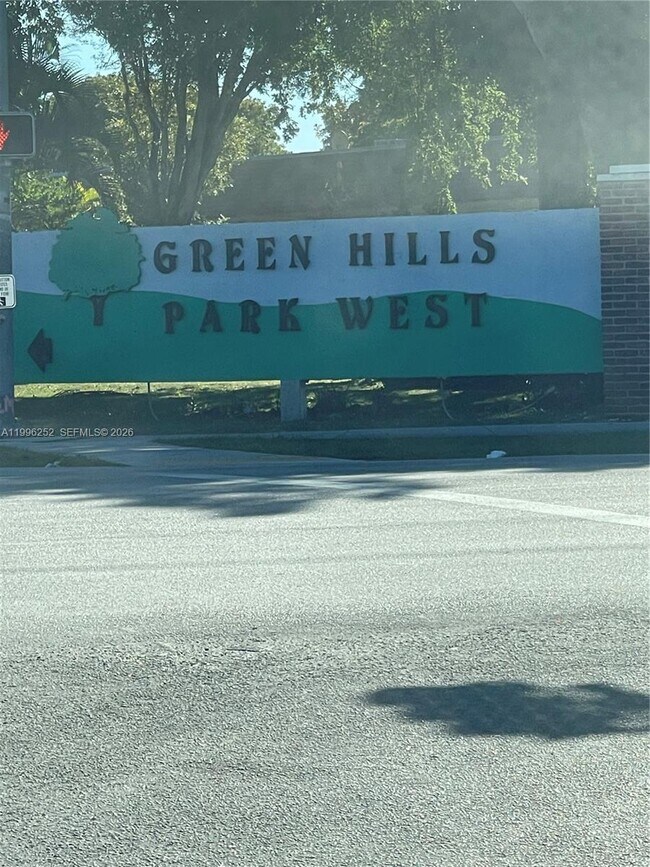 GREEN HILLS
PARK WEST
A11996252 SEFMLS© 2026